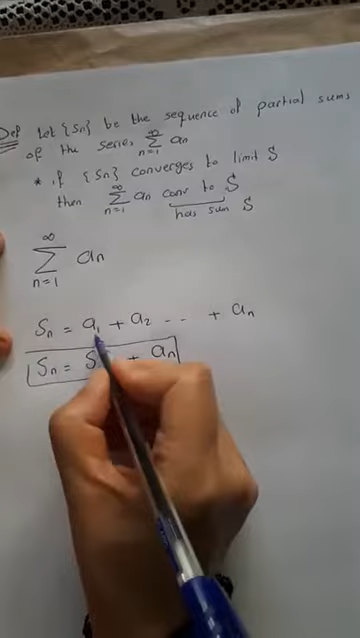 Def Let {Sn} be the sequence of partial sums
of the series ∞ Σ n=1 an
* if {Sn} converges to limit S
then ∞ Σ n=1 an conv to S
has sum S
∞ Σ n=1 an
Sn = a1 + a2 -- + an
Sn = S + an